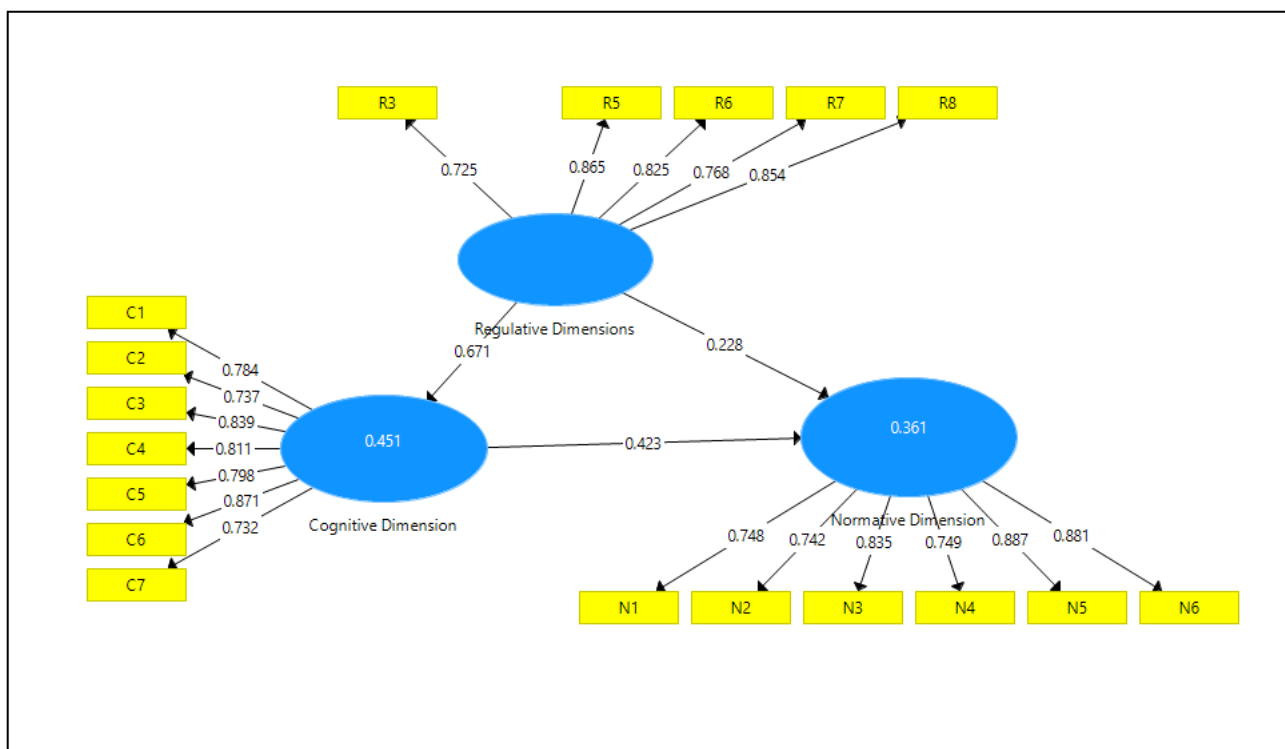 R3
R5
R6
R7
R8
0.725
0.865
0.825
0.768
0.854
Regulative Dimensions
0.671
0.228
C1
C2
C3
C4
C5
C6
C7
0.784
0.737
0.839
0.811
0.798
0.871
0.732
0.451
Cognitive Dimension
0.423
0.361
Normative Dimension
0.748
0.742
0.835
0.749
0.887
0.881
N1
N2
N3
N4
N5
N6